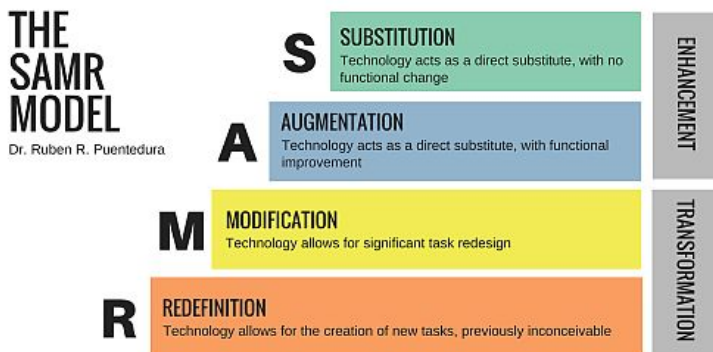 THE
SAMR
MODEL
Dr. Ruben R. Puentedura
S
SUBSTITUTION
Technology acts as a direct substitute, with no
functional change
A
AUGMENTATION
Technology acts as a direct substitute, with functional
improvement
ENHANCEMENT
M
MODIFICATION
Technology allows for significant task redesign
R
REDEFINITION
Technology allows for the creation of new tasks, previously inconceivable
TRANSFORMATION